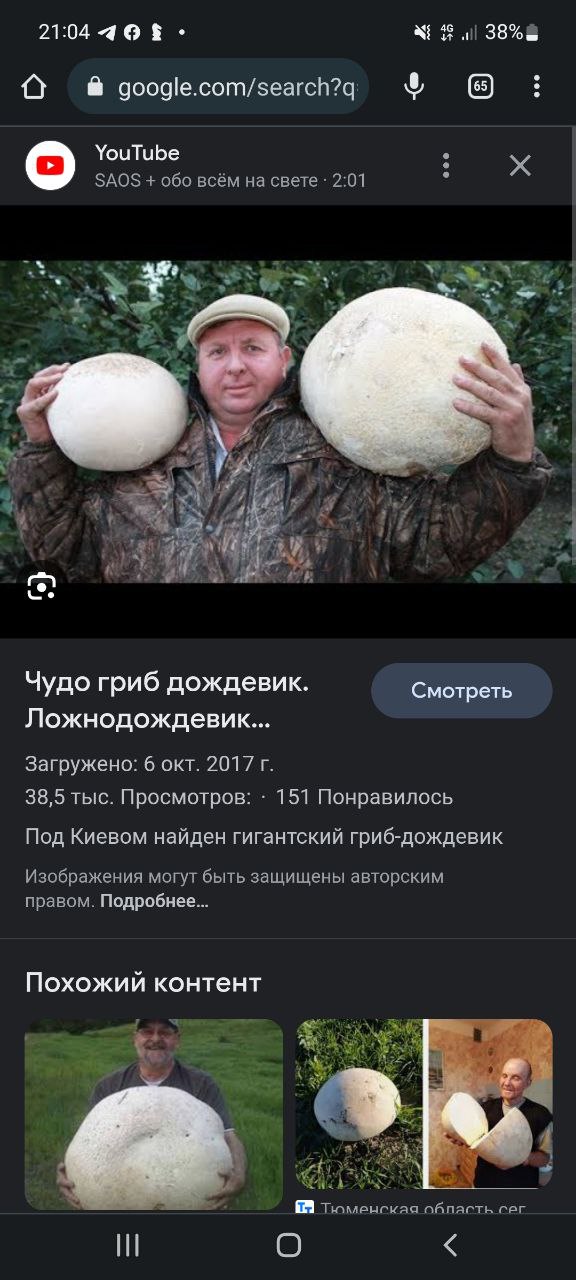 21:04
4G
38%
google.com/search?q
65
YouTube
SAOS + обо всём на свете · 2:01
Чудо гриб дождевик.
Ложнодождевик...
Смотреть
Загружено: 6 окт. 2017 г.
38,5 тыс. Просмотров: · 151 Понравилось
Под Киевом найден гигантский гриб-дождевик
Изображения могут быть защищены авторским
правом. Подробнее...
Похожий контент
Тюменская область сег